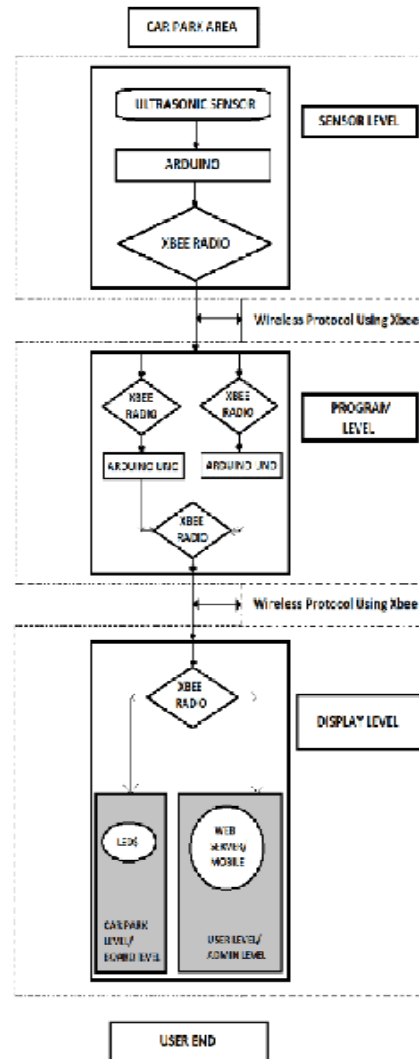 CAR PARK AREA
ULTRASONIC SENSOR
SENSOR LEVEL
ARDUINO
XBEE RADIO
Wireless Protocol Using Xbee
XBEE
RADIO
XBEE
RADIO
PROGRAM
LEVEL
ARDUINO UNO
ARDUINO UNO
XBEE
RADIO
Wireless Protocol Using Xbee
XBEE
RADIO
DISPLAY LEVEL
LEDS
WEB
SERVER/
MOBILE
CAR PARK
LEVEL/
BOARD LEVEL
USER LEVEL/
ADMIN LEVEL
USER END